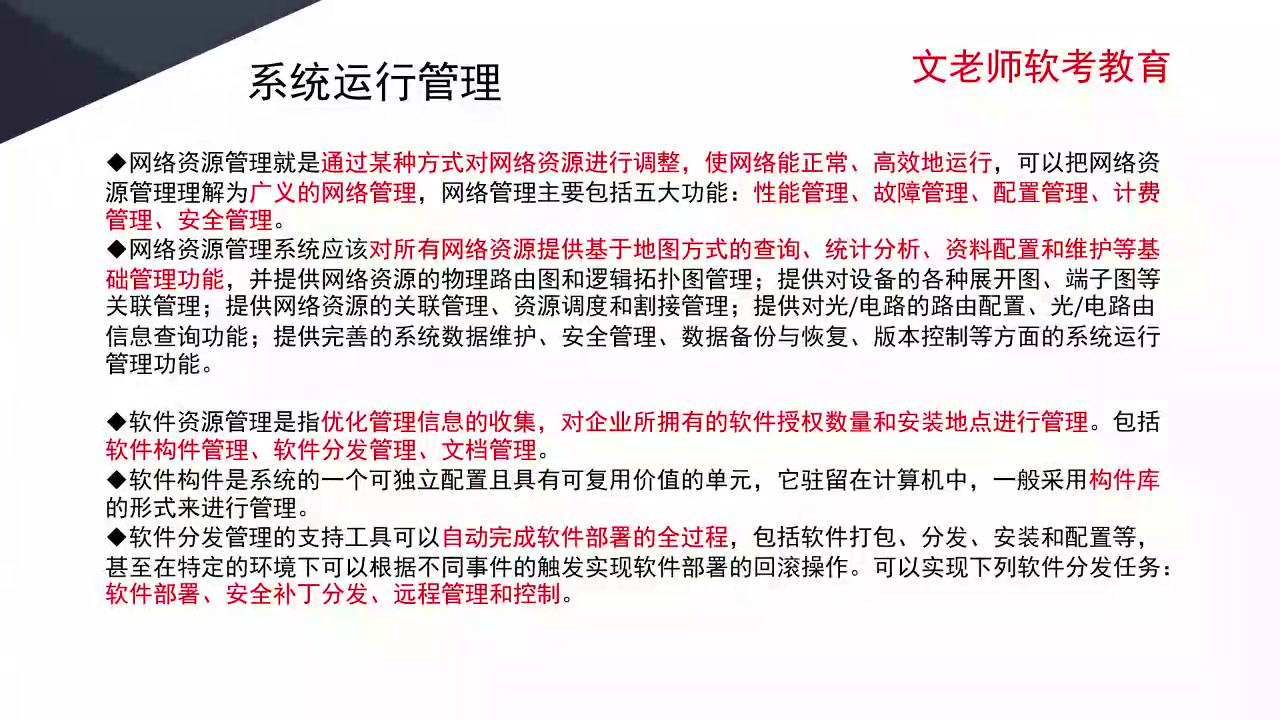 系统运行管理
文老师软考教育
◆网络资源管理就是通过某种方式对网络资源进行调整，使网络能正常、高效地运行，可以把网络资
源管理理解为广义的网络管理，网络管理主要包括五大功能：性能管理、故障管理、配置管理、计费
管理、安全管理。
◆网络资源管理系统应该对所有网络资源提供基于地图方式的查询、统计分析、资料配置和维护等基
础管理功能，并提供网络资源的物理路由图和逻辑拓扑图管理；提供对设备的各种展开图、端子图等
关联管理；提供网络资源的关联管理、资源调度和割接管理；提供对光/电路的路由配置、光/电路由
信息查询功能；提供完善的系统数据维护、安全管理、数据备份与恢复、版本控制等方面的系统运行
管理功能。
◆软件资源管理是指优化管理信息的收集，对企业所拥有的软件授权数量和安装地点进行管理。包括
软件构件管理、软件分发管理、文档管理。
◆软件构件是系统的一个可独立配置且具有可复用价值的单元，它驻留在计算机中，一般采用构件库
的形式来进行管理。
◆软件分发管理的支持工具可以自动完成软件部署的全过程，包括软件打包、分发、安装和配置等，
甚至在特定的环境下可以根据不同事件的触发实现软件部署的回滚操作。可以实现下列软件分发任务：
软件部署、安全补丁分发、远程管理和控制。